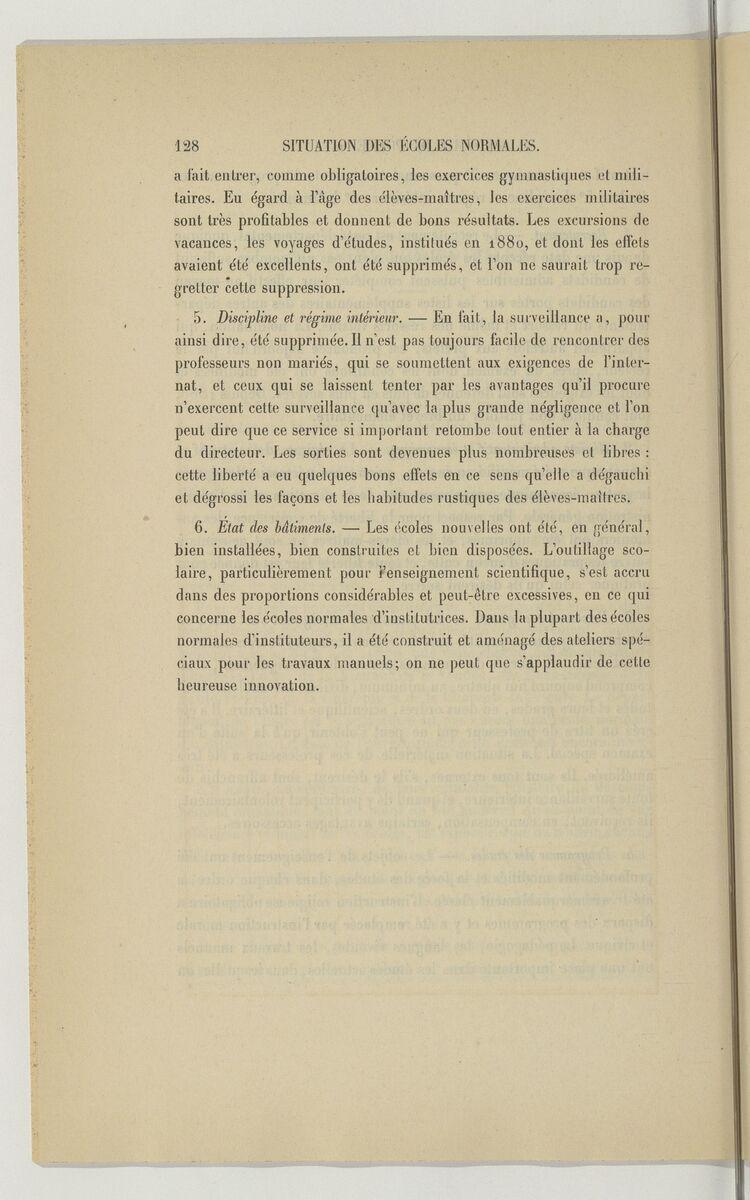 128 SITUATION DES ÉCOLES NORMALES.
a fait entrer, comme obligatoires, les exercices gymnastiques et mili-
taires. Eu égard à l'âge des élèves-maîtres, les exercices militaires
sont très profitables et donnent de bons résultats. Les excursions de
vacances, les voyages d'études, institués en 1880, et dont les effets
avaient été excellents, ont été supprimés, et l'on ne saurait trop re-
gretter cette suppression.
5. Discipline et régime intérieur. — En fait, la surveillance a, pour
ainsi dire, été supprimée. Il n'est pas toujours facile de rencontrer des
professeurs non mariés, qui se soumettent aux exigences de l'inter-
nat, et ceux qui se laissent tenter par les avantages qu'il procure
n'exercent cette surveillance qu'avec la plus grande négligence et l'on
peut dire que ce service si important retombe tout entier à la charge
du directeur. Les sorties sont devenues plus nombreuses et libres :
cette liberté a eu quelques bons effets en ce sens qu'elle a dégauchi
et dégrossi les façons et les habitudes rustiques des élèves-maîtres.
6. État des bâtiments. — Les écoles nouvelles ont été, en général,
bien installées, bien construites et bien disposées. L'outillage sco-
laire, particulièrement pour l'enseignement scientifique, s'est accru
dans des proportions considérables et peut-être excessives, en ce qui
concerne les écoles normales d'institutrices. Dans la plupart des écoles
normales d'instituteurs, il a été construit et aménagé des ateliers spé-
ciaux pour les travaux manuels; on ne peut que s'applaudir de cette
heureuse innovation.